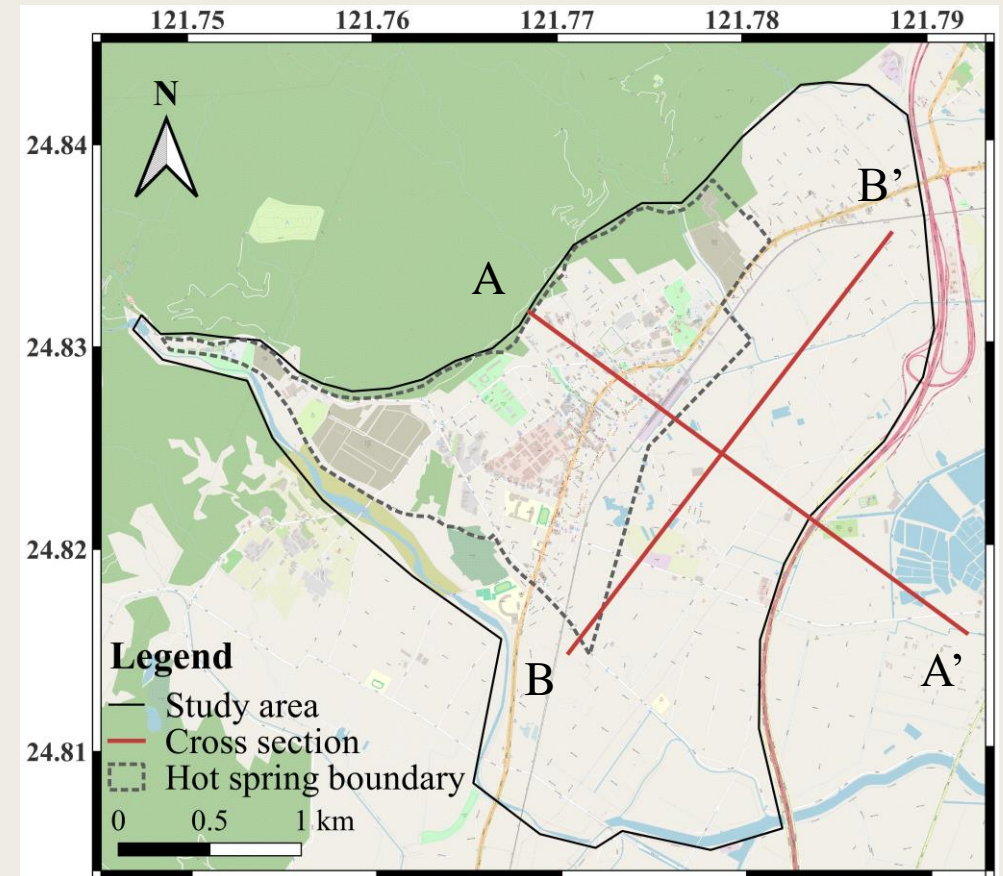 121.75 121.76 121.77 121.78 121.79
N
24.84
B’
A
24.83
24.82
B
A’
24.81
Legend
Study area
Cross section
Hot spring boundary
0 0.5 1 km